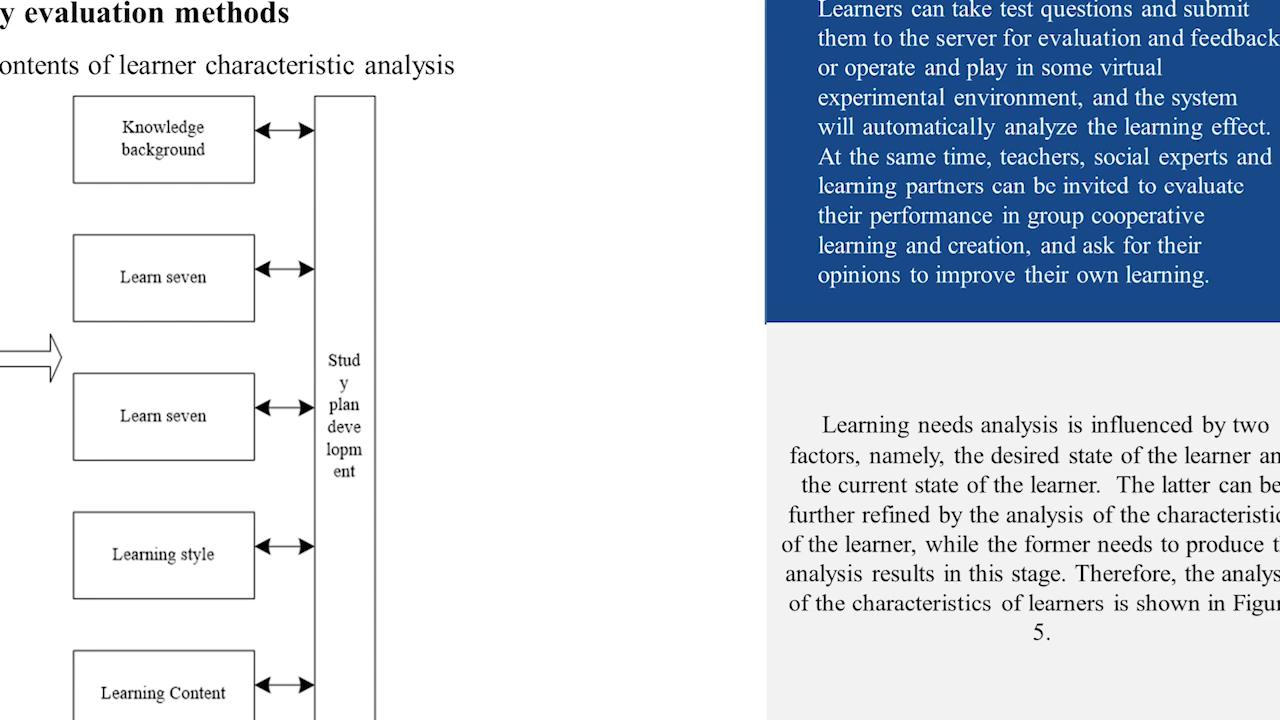 y evaluation methods
ontents of learner characteristic analysis
Knowledge
background
Learn seven
Learn seven
Learning style
Learning Content
Stud
y
plan
deve
lopm
ent
Learners can take test questions and submit
them to the server for evaluation and feedback
or operate and play in some virtual
experimental environment, and the system
will automatically analyze the learning effect.
At the same time, teachers, social experts and
learning partners can be invited to evaluate
their performance in group cooperative
learning and creation, and ask for their
opinions to improve their own learning.
Learning needs analysis is influenced by two
factors, namely, the desired state of the learner an
the current state of the learner. The latter can be
further refined by the analysis of the characteristic
of the learner, while the former needs to produce t
analysis results in this stage. Therefore, the analys
of the characteristics of learners is shown in Figur
5.